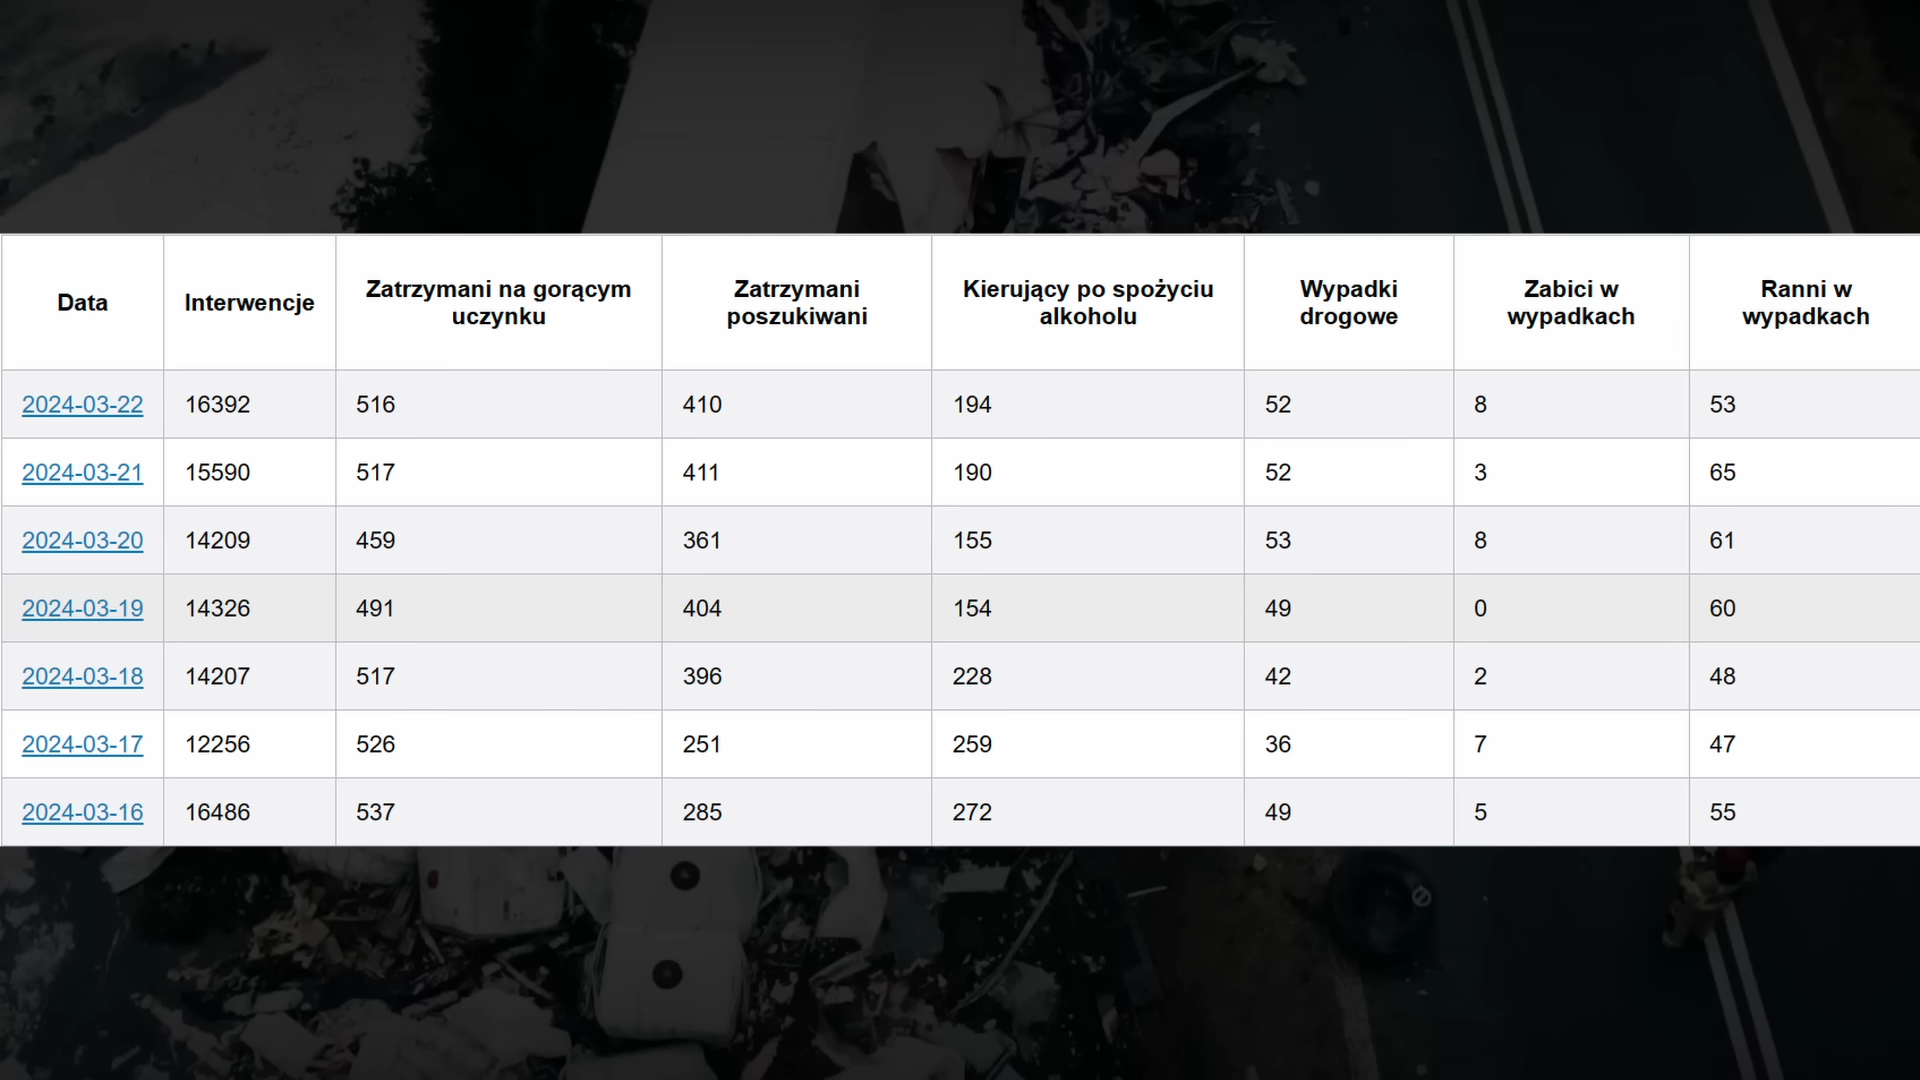 Data Interwencje Zatrzymani na gorącym uczynku Zatrzymani poszukiwani Kierujący po spożyciu alkoholu Wypadki drogowe Zabici w wypadkach Ranni w wypadkach
2024-03-22 16392 516 410 194 52 8 53
2024-03-21 15590 517 411 190 52 3 65
2024-03-20 14209 459 361 155 53 8 61
2024-03-19 14326 491 404 154 49 0 60
2024-03-18 14207 517 396 228 42 2 48
2024-03-17 12256 526 251 259 36 7 47
2024-03-16 16486 537 285 272 49 5 55